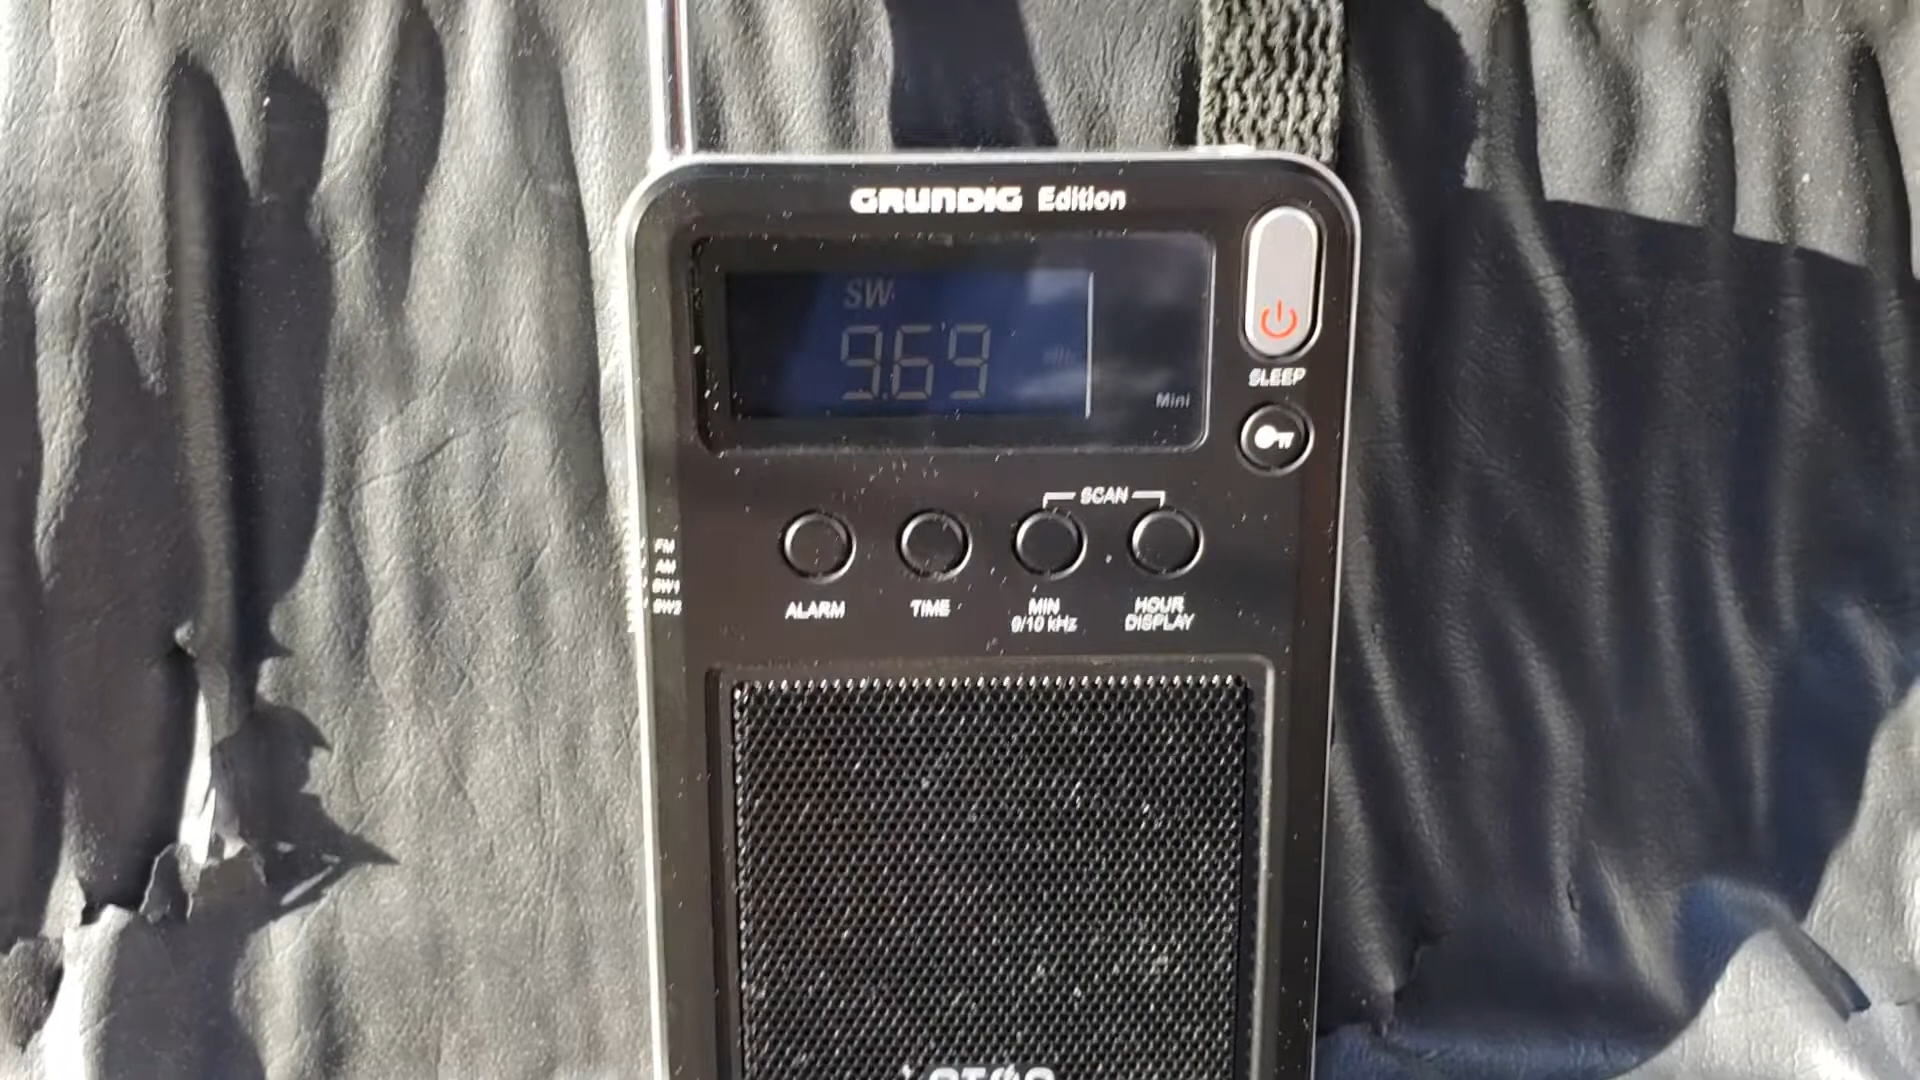 GRUNDIG Edition
SW
9.69
Mini
SLEEP
SCAN
FM
AM
SW1
SW2
ALARM
TIME
MIN
9/10 kHz
HOUR
DISPLAY